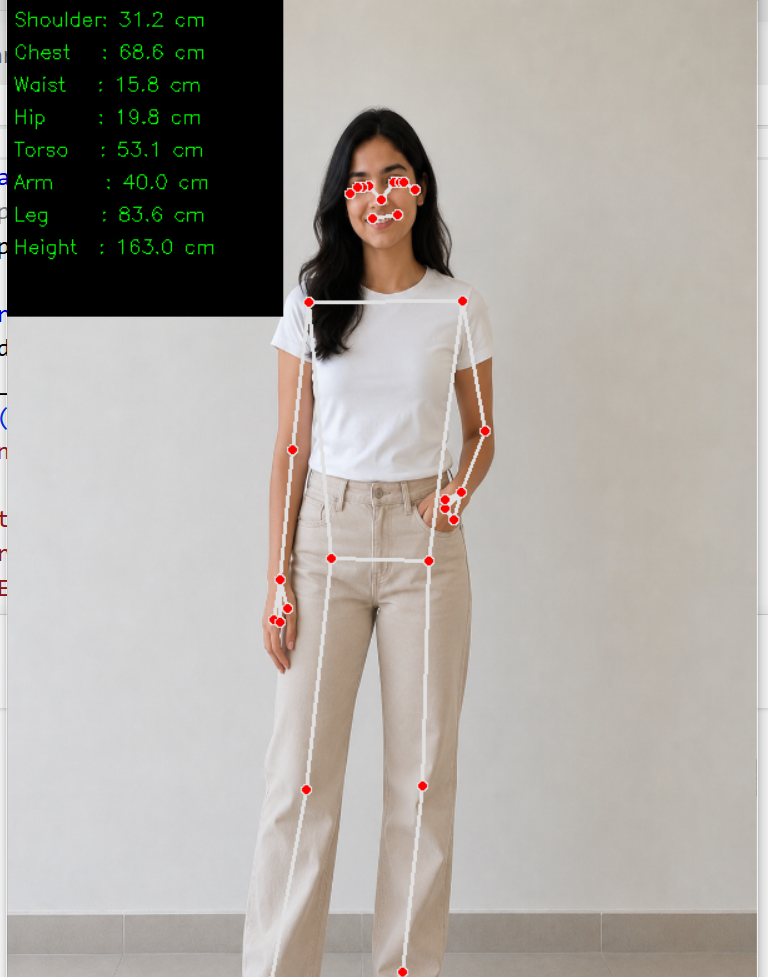 Shoulder: 31.2 cm
Chest : 68.6 cm
Waist : 15.8 cm
Hip : 19.8 cm
Torso : 53.1 cm
Arm : 40.0 cm
Leg : 83.6 cm
Height : 163.0 cm